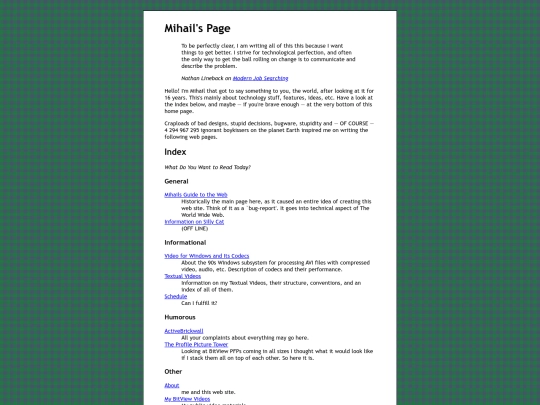 Mihail's Page
To be perfectly clear, I am writing all of this this because I want
things to get better. I strive for technological perfection, and often
the only way to get the ball rolling on change is to communicate and
describe the problem.
Nathan Lineback on Modern Job Searching
Hello! I'm Mihail that got to say something to you, the world, after looking at it for
16 years. This's mainly about technology stuff, features, ideas, etc. Have a look at
the index below, and maybe — if you're brave enough — at the very bottom of this
home page.
Craploads of bad designs, stupid decisions, bugware, stupidity and — OF COURSE —
4 294 967 295 ignorant boykissers on the planet Earth inspired me on writing the
following web pages.
Index
What Do You Want to Read Today?
General
Mihails Guide to the Web
Historically the main page here, as it caused an entire idea of creating this
web site. Think of it as a `bug-report'. It goes into technical aspect of The
World Wide Web.
Information on Silly Cat
(OFF LINE)
Informational
Video for Windows and its Codecs
About the 90s Windows subsystem for processing AVI files with compressed
video, audio, etc. Description of codecs and their performance.
Textual Videos
Information on my Textual Videos, their structure, conventions, and an
index of all of them.
Schedule
Can I fulfill it?
Humorous
ActiveBrickwall
All your complaints about everything may go here.
The Profile Picture Tower
Looking at BitView PFPs coming in all sizes I thought what it would look like
if I stack them all on top of each other. So here it is.
Other
About
me and this web site.
My BitView Videos